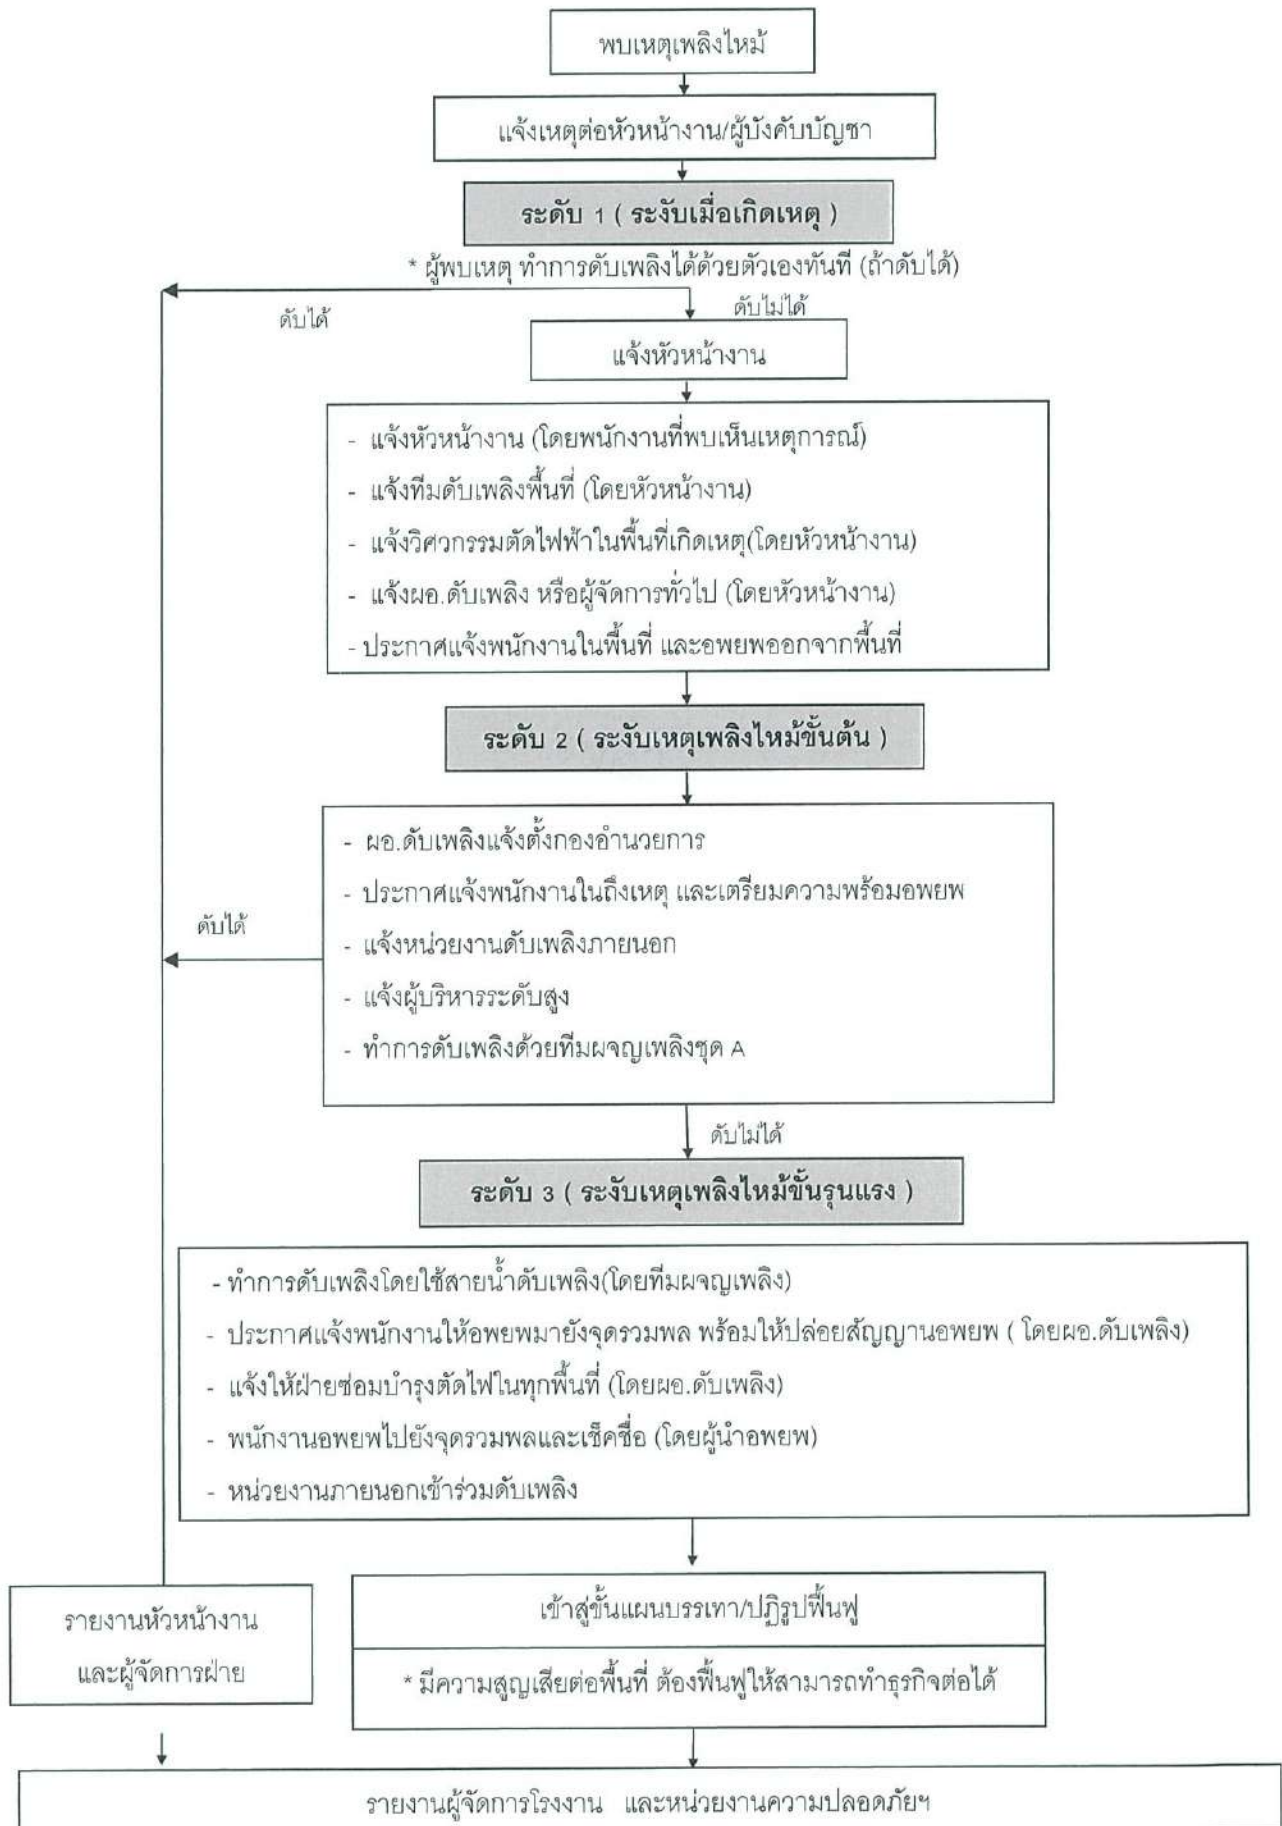 พบเหตุเพลิงไหม้
แจ้งเหตุต่อหัวหน้างาน/ผู้บังคับบัญชา
ระดับ 1 ( ระงับเมื่อเกิดเหตุ )
* ผู้พบเหตุ ทำการดับเพลิงได้ด้วยตัวเองทันที (ถ้าดับได้)
ดับได้
ดับไม่ได้
แจ้งหัวหน้างาน
- แจ้งหัวหน้างาน (โดยพนักงานที่พบเห็นเหตุการณ์)
- แจ้งทีมดับเพลิงพื้นที่ (โดยหัวหน้างาน)
- แจ้งวิศวกรรมตัดไฟฟ้าในพื้นที่เกิดเหตุ(โดยหัวหน้างาน)
- แจ้งผอ.ดับเพลิง หรือผู้จัดการทั่วไป (โดยหัวหน้างาน)
- ประกาศแจ้งพนักงานในพื้นที่ และอพยพออกจากพื้นที่
ระดับ 2 ( ระงับเหตุเพลิงไหม้ขั้นต้น )
- ผอ.ดับเพลิงแจ้งตั้งกองอำนวยการ
- ประกาศแจ้งพนักงานในถึงเหตุ และเตรียมความพร้อมอพยพ
- แจ้งหน่วยงานดับเพลิงภายนอก
- แจ้งผู้บริหารระดับสูง
- ทำการดับเพลิงด้วยทีมผจญเพลิงชุด A
ดับได้
ดับไม่ได้
ระดับ 3 ( ระงับเหตุเพลิงไหม้ขั้นรุนแรง )
- ทำการดับเพลิงโดยใช้สายน้ำดับเพลิง(โดยทีมผจญเพลิง)
- ประกาศแจ้งพนักงานให้อพยพมายังจุดรวมพล พร้อมให้ปล่อยสัญญานอพยพ ( โดยผอ.ดับเพลิง)
- แจ้งให้ฝ่ายซ่อมบำรุงตัดไฟในทุกพื้นที่ (โดยผอ.ดับเพลิง)
- พนักงานอพยพไปยังจุดรวมพลและเช็คชื่อ (โดยผู้นำอพยพ)
- หน่วยงานภายนอกเข้าร่วมดับเพลิง
รายงานหัวหน้างาน
และผู้จัดการฝ่าย
เข้าสู่ขั้นแผนบรรเทา/ปฏิรูปฟื้นฟู
* มีความสูญเสียต่อพื้นที่ ต้องฟื้นฟูให้สามารถทำธุรกิจต่อได้
รายงานผู้จัดการโรงงาน และหน่วยงานความปลอดภัยฯ